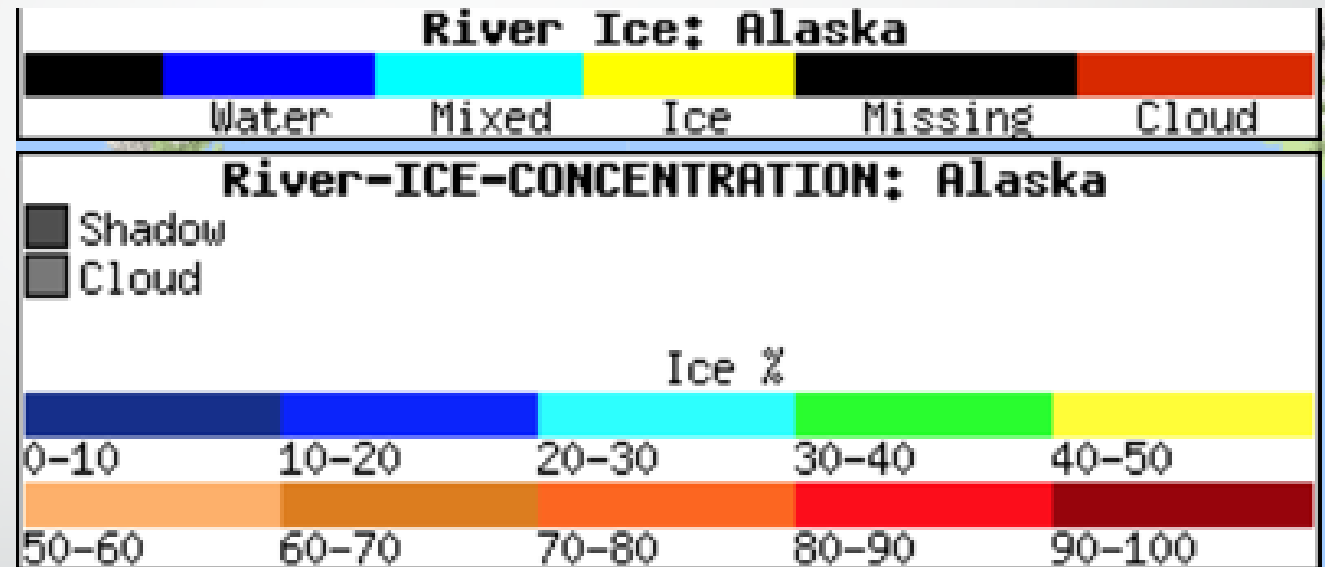 River Ice: Alaska
Water Mixed Ice Missing Cloud
River-ICE-CONCENTRATION: Alaska
Shadow
Cloud
Ice %
0-10 10-20 20-30 30-40 40-50
50-60 60-70 70-80 80-90 90-100